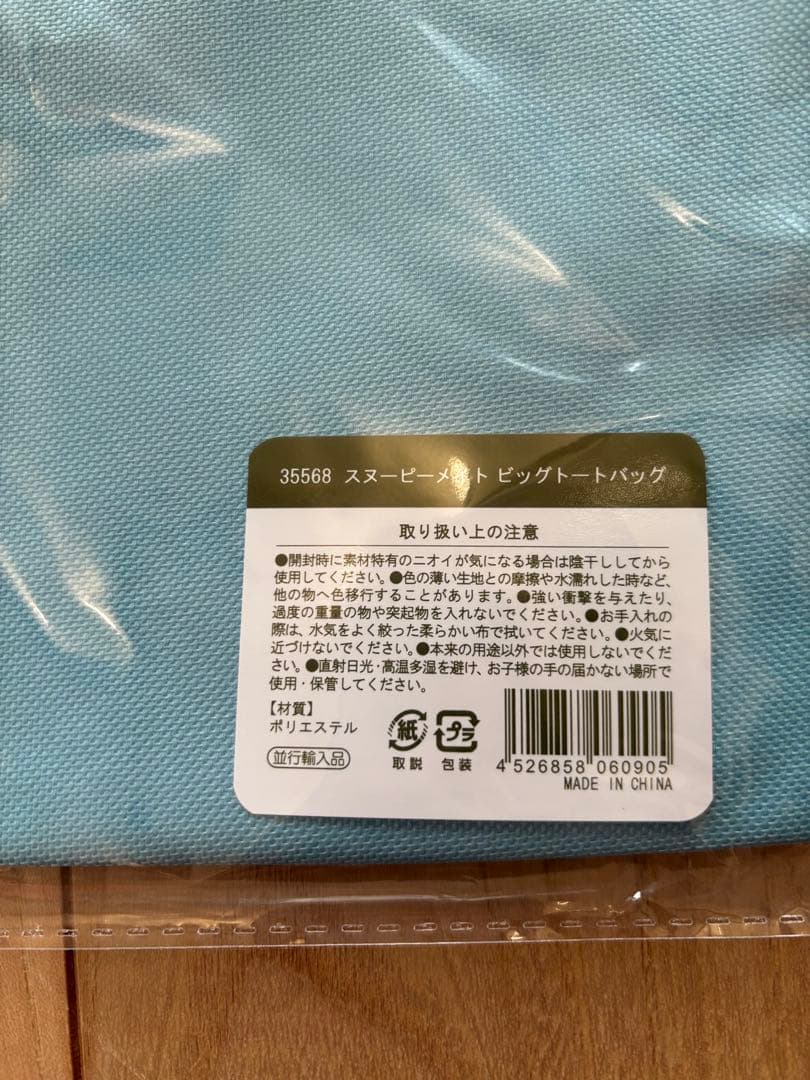 35568 スヌーピーメイト ビッグトートバッグ
取り扱い上の注意
●開封時に素材特有のニオイが気になる場合は陰干ししてから
使用してください。●色の薄い生地との摩擦や水濡れした時など、
他の物へ色移行することがあります。●強い衝撃を与えたり、
過度の重量の物や突起物を入れないでください。●お手入れの
際は、水気をよく絞った柔らかい布で拭いてください。●火気に
近づけないでください。●本来の用途以外では使用しないでくだ
さい。●直射日光・高温多湿を避け、お子様の手の届かない場所で
使用・保管してください。
【材質】
ポリエステル
並行輸入品
紙
取説
プラ
包装
4 526858 060905
MADE IN CHINA